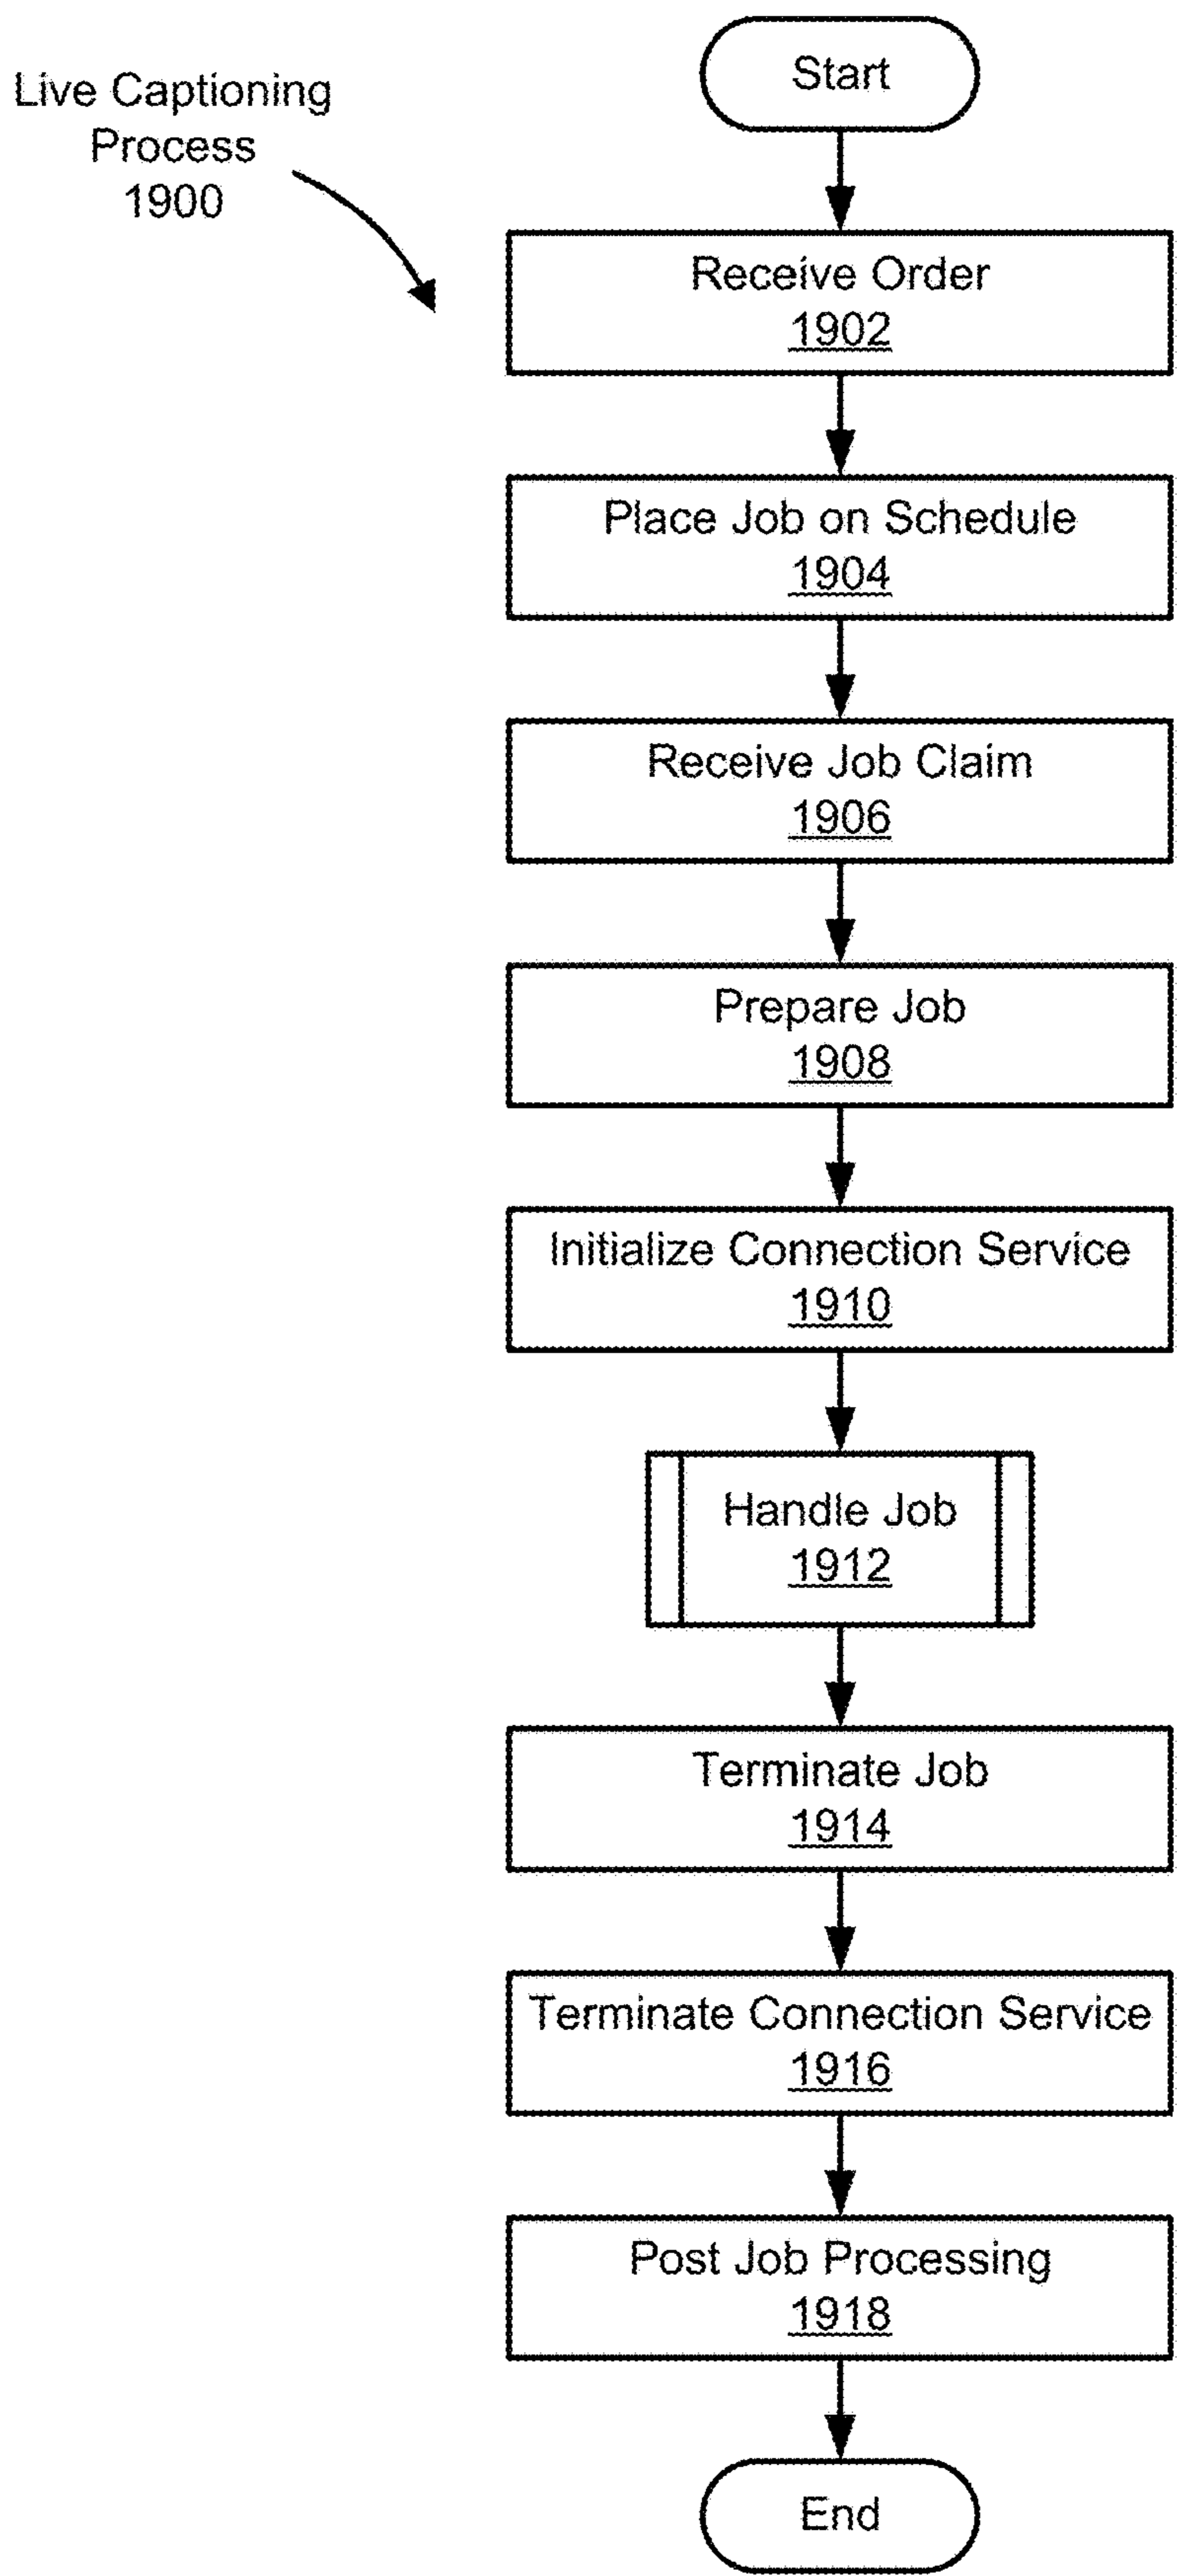 Live Captioning
Process
1900
Start
Receive Order
1902
Place Job on Schedule
1904
Receive Job Claim
1906
Prepare Job
1908
Initialize Connection Service
1910
Handle Job
1912
Terminate Job
1914
Terminate Connection Service
1916
Post Job Processing
1918
End